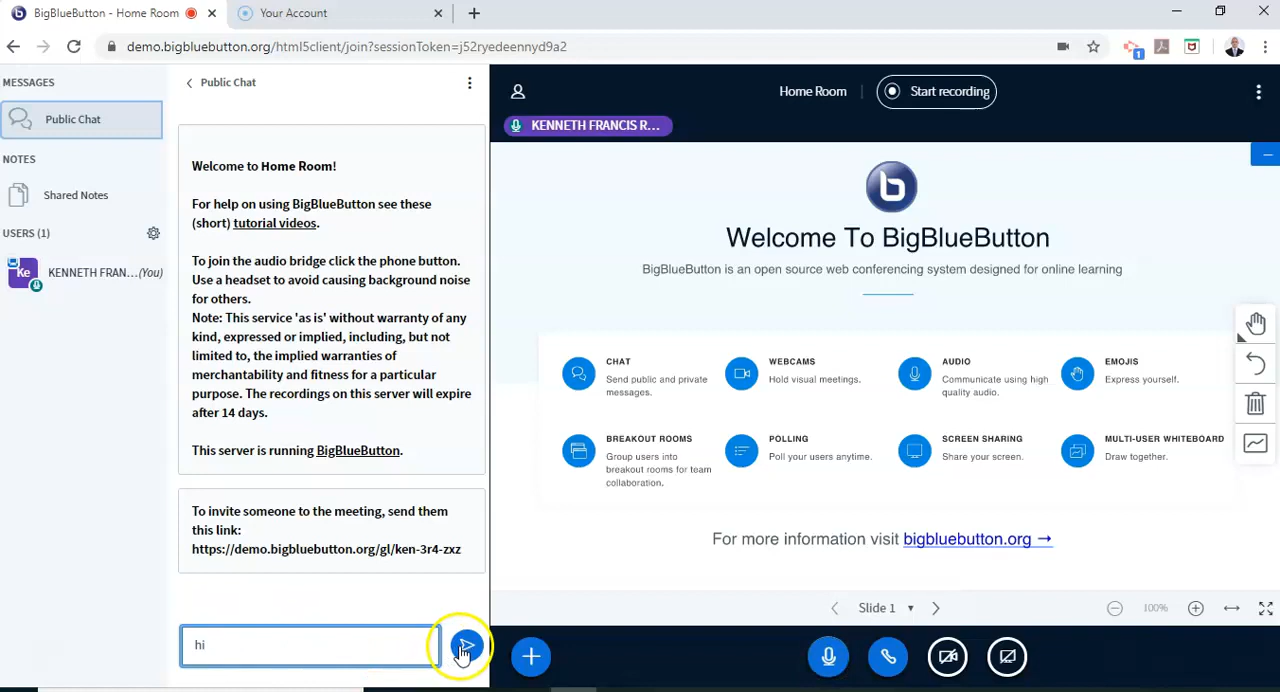 BigBlueButton - Home Room
Your Account
demo.bigbluebutton.org/html5client/join?sessionToken=j52ryedeennyd9a2
1
MESSAGES
Public Chat
NOTES
Shared Notes
USERS (1)
Ke
KENNETH FRAN... (You)
Public Chat
Welcome to Home Room!
For help on using BigBlueButton see these
(short) tutorial videos.
To join the audio bridge click the phone button.
Use a headset to avoid causing background noise
for others.
Note: This service 'as is' without warranty of any
kind, expressed or implied, including, but not
limited to, the implied warranties of
merchantability and fitness for a particular
purpose. The recordings on this server will expire
after 14 days.
This server is running BigBlueButton.
To invite someone to the meeting, send them
this link:
https://demo.bigbluebutton.org/gl/ken-3r4-zxz
hi
Home Room
Start recording
KENNETH FRANCIS R...
b
Welcome To BigBlueButton
BigBlueButton is an open source web conferencing system designed for online learning
CHAT
Send public and private
messages.
WEBCAMS
Hold visual meetings.
AUDIO
Communicate using high
quality audio.
EMOJIS
Express yourself.
BREAKOUT ROOMS
Group users into
breakout rooms for team
collaboration.
POLLING
Poll your users anytime.
SCREEN SHARING
Share your screen.
MULTI-USER WHITEBOARD
Draw together.
For more information visit bigbluebutton.org →
Slide 1
100%